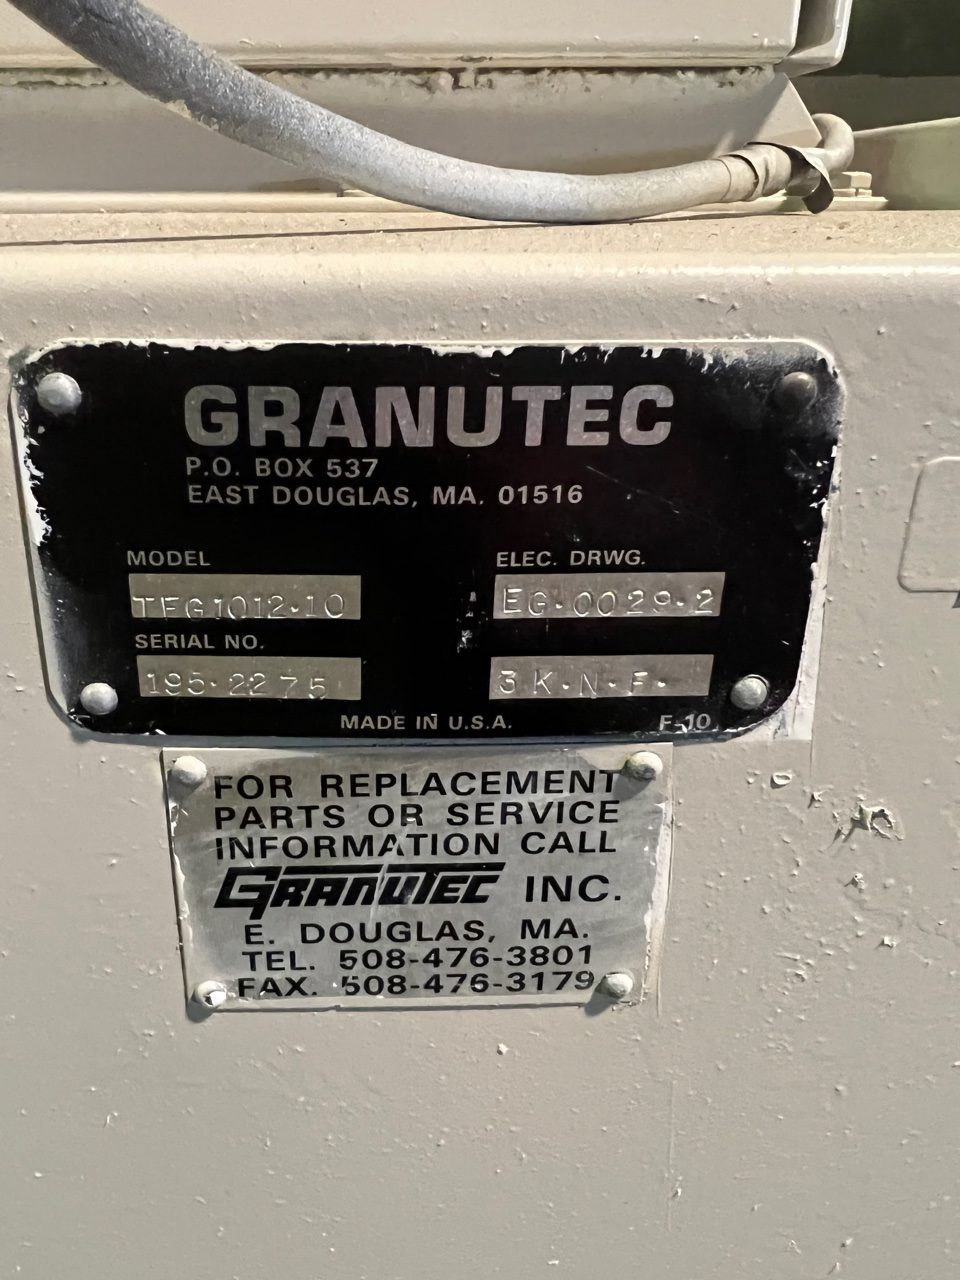 GRANUTEC
P.O. BOX 537
EAST DOUGLAS, MA. 01516
MODEL
TFG1012·10
ELEC. DRWG.
EG·0029·2
SERIAL NO.
195·2275
3K·N·F·
MADE IN U.S.A.
F-10
FOR REPLACEMENT
PARTS OR SERVICE
INFORMATION CALL
GRANUTEC INC.
E. DOUGLAS, MA.
TEL. 508-476-3801
FAX. 508-476-3179